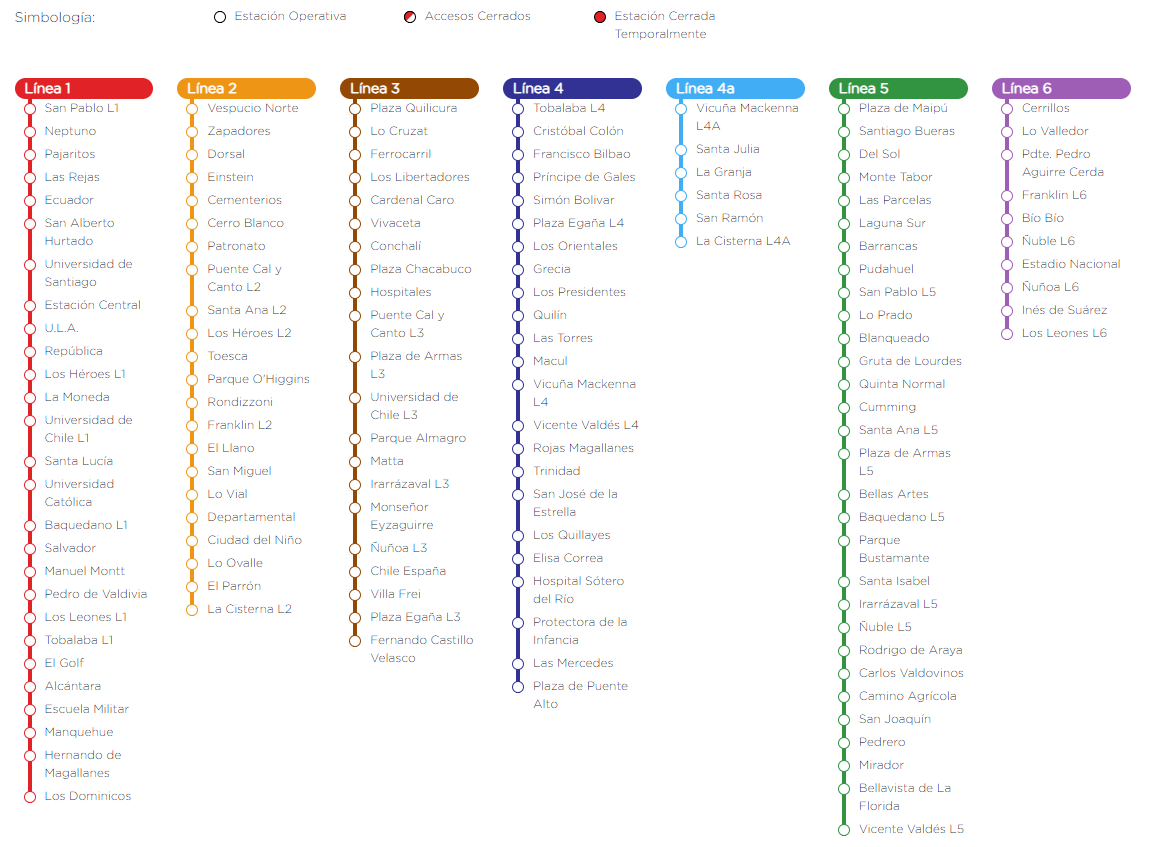 Simbología:
Estación Operativa
Accesos Cerrados
Estación Cerrada
Temporalmente
Línea 1
San Pablo L1
Neptuno
Pajaritos
Las Rejas
Ecuador
San Alberto
Hurtado
Universidad de
Santiago
Estación Central
U.L.A.
República
Los Héroes L1
La Moneda
Universidad de
Chile L1
Santa Lucía
Universidad
Católica
Baquedano L1
Salvador
Manuel Montt
Pedro de Valdivia
Los Leones L1
Tobalaba L1
El Golf
Alcántara
Escuela Militar
Manquehue
Hernando de
Magallanes
Los Dominicos
Línea 2
Vespucio Norte
Zapadores
Dorsal
Einstein
Cementerios
Cerro Blanco
Patronato
Puente Cal y
Canto L2
Santa Ana L2
Los Héroes L2
Toesca
Parque O'Higgins
Rondizzoni
Franklin L2
El Llano
San Miguel
Lo Vial
Departamental
Ciudad del Niño
Lo Ovalle
El Parrón
La Cisterna L2
Línea 3
Plaza Quilicura
Lo Cruzat
Ferrocarril
Los Libertadores
Cardenal Caro
Vivaceta
Conchalí
Plaza Chacabuco
Hospitales
Puente Cal y
Canto L3
Plaza de Armas
L3
Universidad de
Chile L3
Parque Almagro
Matta
Irarrázaval L3
Monseñor
Eyzaguirre
Ñuñoa L3
Chile España
Villa Frei
Plaza Egaña L3
Fernando Castillo
Velasco
Línea 4
Tobalaba L4
Cristóbal Colón
Francisco Bilbao
Príncipe de Gales
Simón Bolivar
Plaza Egaña L4
Los Orientales
Grecia
Los Presidentes
Quilín
Las Torres
Macul
Vicuña Mackenna
L4
Vicente Valdés L4
Rojas Magallanes
Trinidad
San José de la
Estrella
Los Quillayes
Elisa Correa
Hospital Sótero
del Río
Protectora de la
Infancia
Las Mercedes
Plaza de Puente
Alto
Línea 4a
Vicuña Mackenna
L4A
Santa Julia
La Granja
Santa Rosa
San Ramón
La Cisterna L4A
Línea 5
Plaza de Maipú
Santiago Bueras
Del Sol
Monte Tabor
Las Parcelas
Laguna Sur
Barrancas
Pudahuel
San Pablo L5
Lo Prado
Blanqueado
Gruta de Lourdes
Quinta Normal
Cumming
Santa Ana L5
Plaza de Armas
L5
Bellas Artes
Baquedano L5
Parque
Bustamante
Santa Isabel
Irarrázaval L5
Ñuble L5
Rodrigo de Araya
Carlos Valdovinos
Camino Agrícola
San Joaquín
Pedrero
Mirador
Bellavista de La
Florida
Vicente Valdés L5
Línea 6
Cerrillos
Lo Valledor
Pdte. Pedro
Aguirre Cerda
Franklin L6
Bío Bío
Ñuble L6
Estadio Nacional
Ñuñoa L6
Inés de Suárez
Los Leones L6